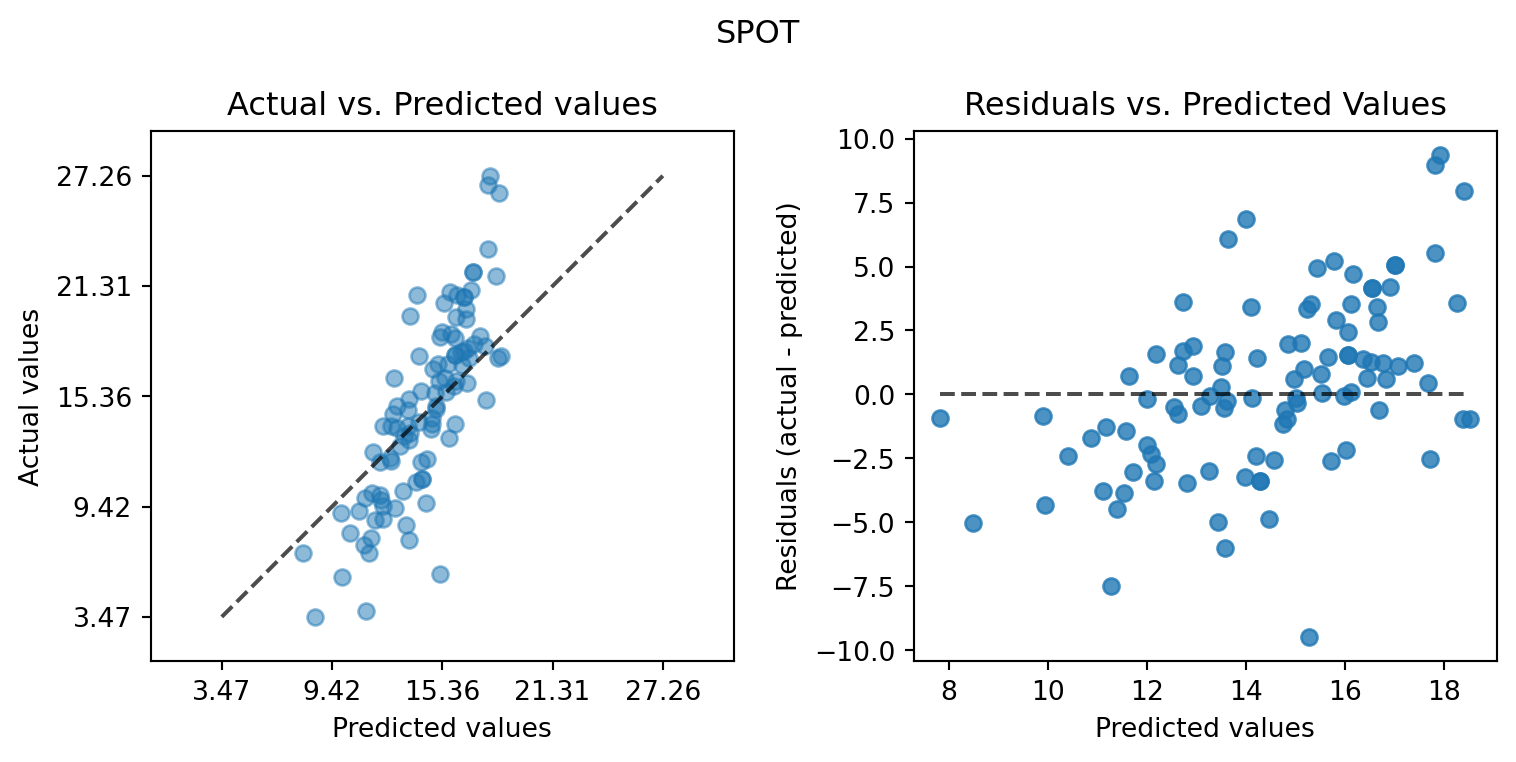 SPOT
Actual vs. Predicted values
27.26
21.31
15.36
9.42
3.47
Actual values
3.47 9.42 15.36 21.31 27.26
Predicted values
Residuals vs. Predicted Values
10.0
7.5
5.0
2.5
0.0
−2.5
−5.0
−7.5
−10.0
Residuals (actual - predicted)
8 10 12 14 16 18
Predicted values